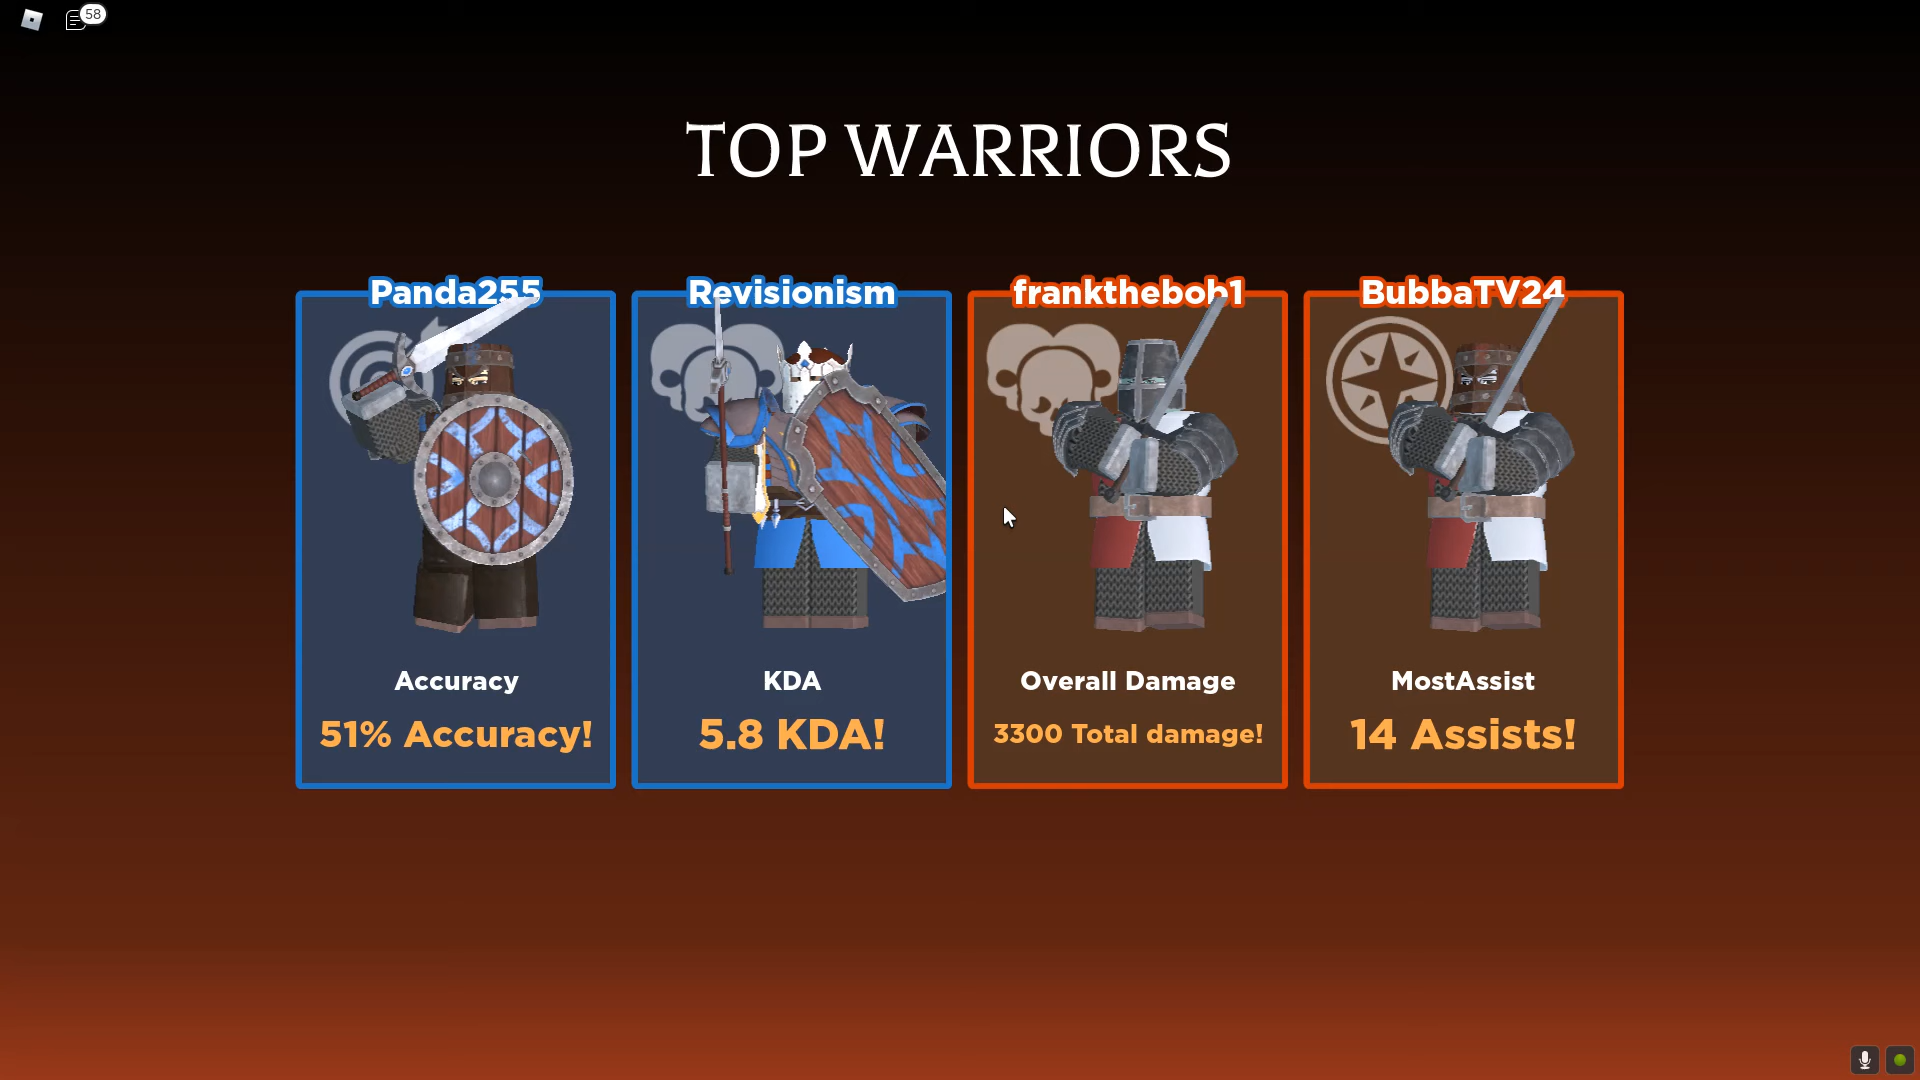 58
TOP WARRIORS
Panda255
Revisionism
frankthebob1
BubbaTV24
Accuracy
51% Accuracy!
KDA
5.8 KDA!
Overall Damage
3300 Total damage!
MostAssist
14 Assists!